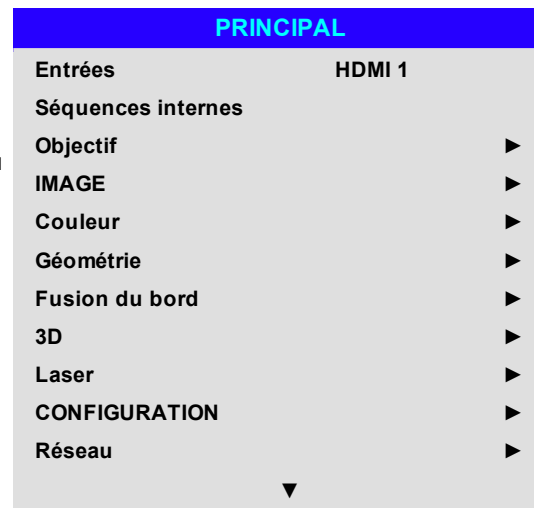 PRINCIPAL
Entrées HDMI 1
Séquences internes
Objectif ►
IMAGE ►
Couleur ►
Géométrie ►
Fusion du bord ►
3D ►
Laser ►
CONFIGURATION ►
Réseau ►
▼